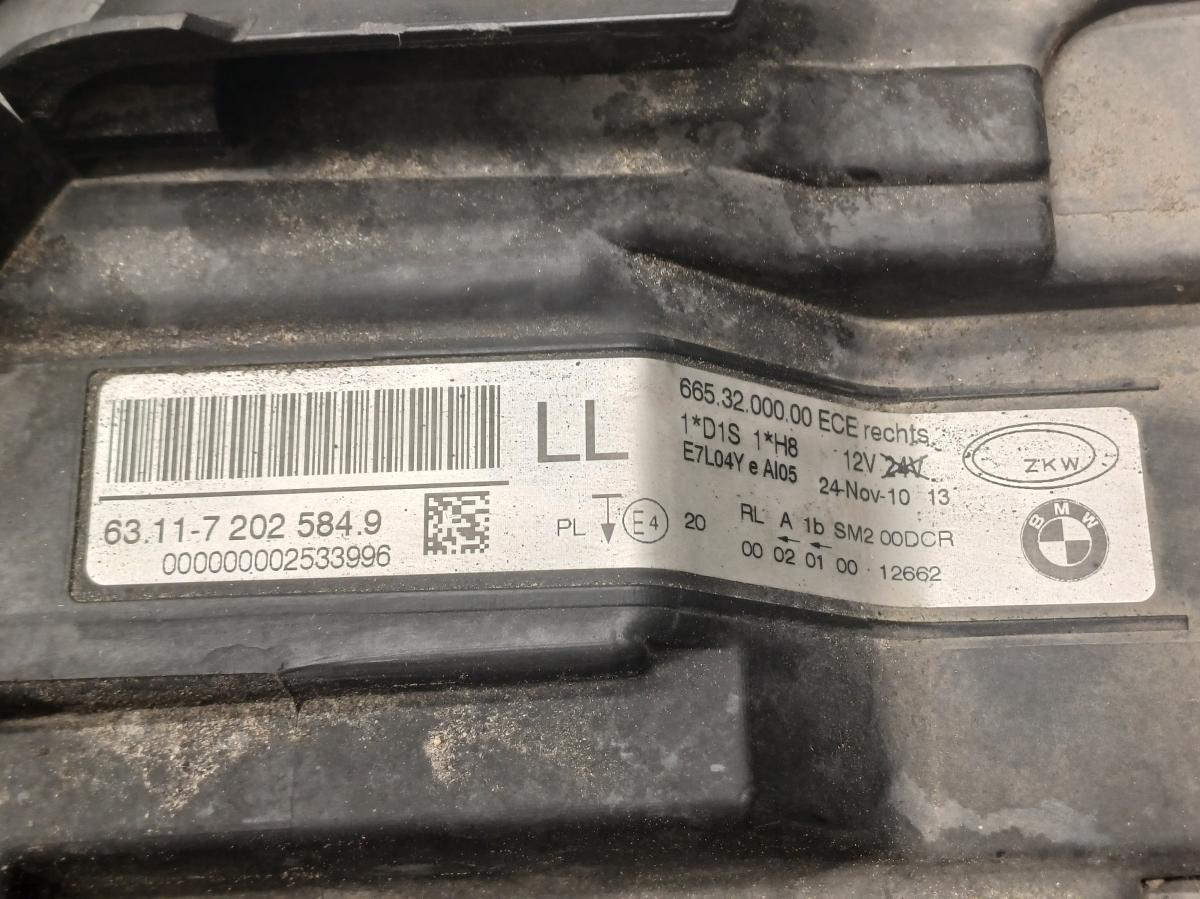 63.11-7 202 584.9
000000002533996
LL
PL E4 20
665.32.000.00 ECE rechts
1*D1S 1*H8 12V 24V
E7L04Y e AI05 24-Nov-10 13
RL A 1b SM2 00DCR
00 02 01 00 12662
ZKW
BMW